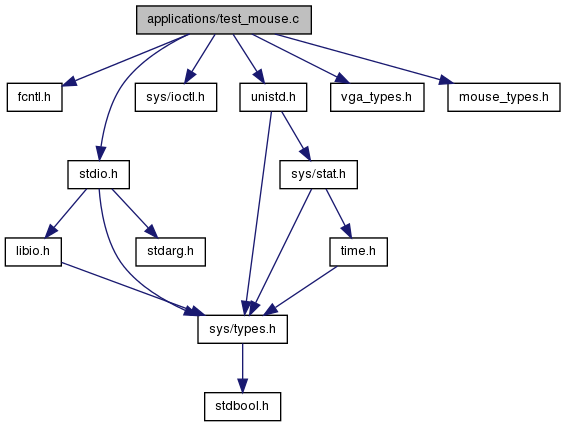 applications/test_mouse.c
fcntl.h
sys/ioctl.h
unistd.h
vga_types.h
mouse_types.h
stdio.h
sys/stat.h
libio.h
stdarg.h
time.h
sys/types.h
stdbool.h